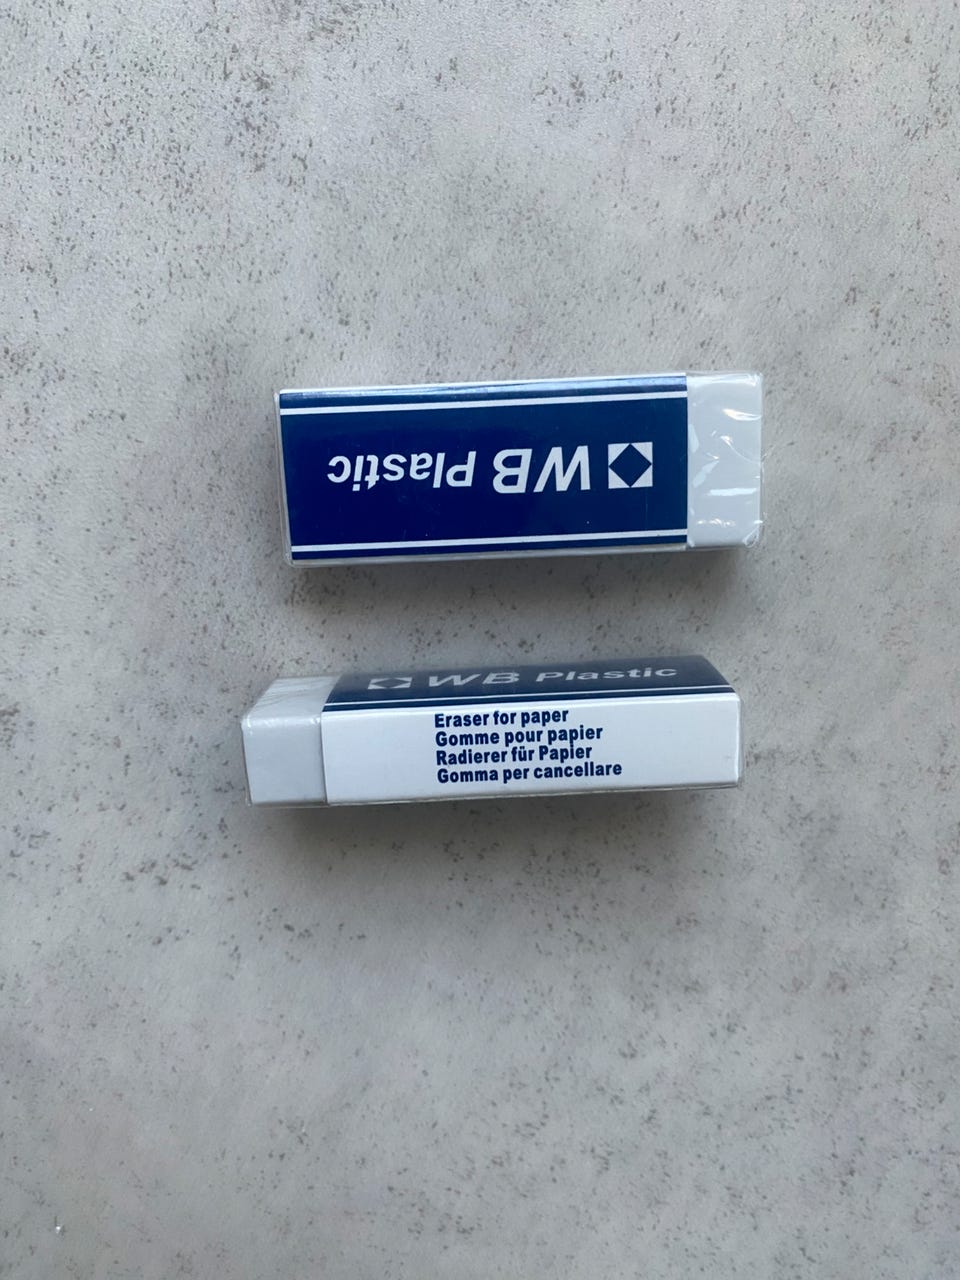 WB Plastic
WB Plastic
Eraser for paper
Gomme pour papier
Radierer für Papier
Gomma per cancellare